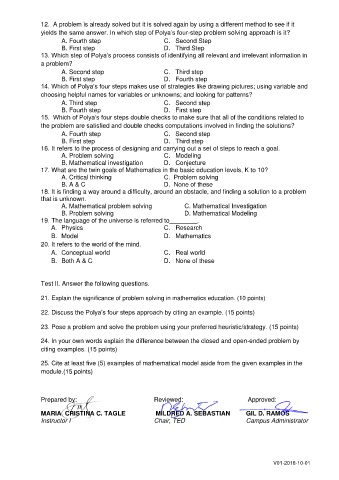 12. A problem is already solved but it is solved again by using a different method to see if it
yields the same answer. In which step of Polya's four-step problem solving approach is it?
A. Fourth step C. Second Step
B. First step D. Third Step
13. Which step of Polya's process consists of identifying all relevant and irrelevant information in
a problem?
A. Second step C. Third step
B. First step D. Fourth step
14. Which of Polya's four steps makes use of strategies like drawing pictures; using variable and
choosing helpful names for variables or unknowns; and looking for patterns?
A. Third step C. Second step
B. Fourth step D. First step
15. Which of Polya's four steps double checks to make sure that all of the conditions related to
the problem are satisfied and double checks computations involved in finding the solutions?
A. Fourth step C. Second step
B. First step D. Third step
16. It refers to the process of designing and carrying out a set of steps to reach a goal.
A. Problem solving C. Modeling
B. Mathematical investigation D. Conjecture
17. What are the twin goals of Mathematics in the basic education levels, K to 10?
A. Critical thinking C. Problem solving
B. A & C D. None of these
18. It is finding a way around a difficulty, around an obstacle, and finding a solution to a problem
that is unknown.
A. Mathematical problem solving C. Mathematical Investigation
B. Problem solving D. Mathematical Modeling
19. The language of the universe is referred to________.
A. Physics C. Research
B. Model D. Mathematics
20. It refers to the world of the mind.
A. Conceptual world C. Real world
B. Both A & C D. None of these
Test II. Answer the following questions.
21. Explain the significance of problem solving in mathematics education. (10 points)
22. Discuss the Polya's four steps approach by citing an example. (15 points)
23. Pose a problem and solve the problem using your preferred heuristic/strategy. (15 points)
24. In your own words explain the difference between the closed and open-ended problem by
citing examples. (15 points)
25. Cite at least five (5) examples of mathematical model aside from the given examples in the
module.(15 points)
Prepared by: Reviewed: Approved:
MARIA CRISTINA C. TAGLE MILDRED A. SEBASTIAN GIL D. RAMOS
Instructor I Chair, TED Campus Administrator
V01-2018-10-01